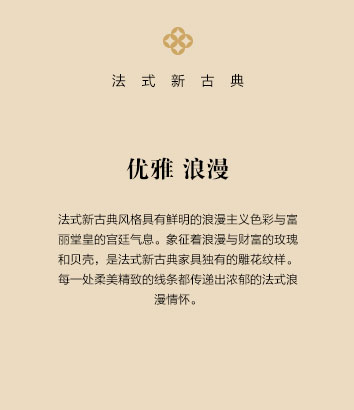 法式新古典
优雅 浪漫
法式新古典风格具有鲜明的浪漫主义色彩与富
丽堂皇的宫廷气息。象征着浪漫与财富的玫瑰
和贝壳，是法式新古典家具独有的雕花纹样。
每一处柔美精致的线条都传递出浓郁的法式浪
漫情怀。